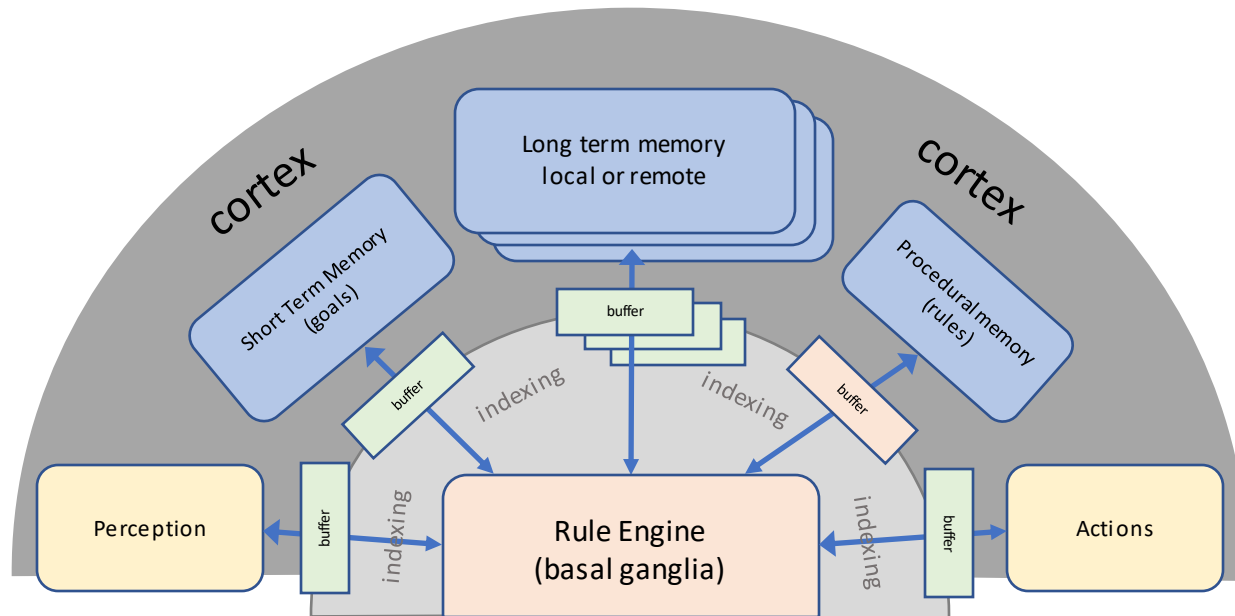 cortex
cortex
Long term memory
local or remote
Short Term Memory
(goals)
Procedural memory
(rules)
buffer
buffer
buffer
indexing
indexing
Perception
buffer
indexing
Rule Engine
(basal ganglia)
indexing
buffer
Actions